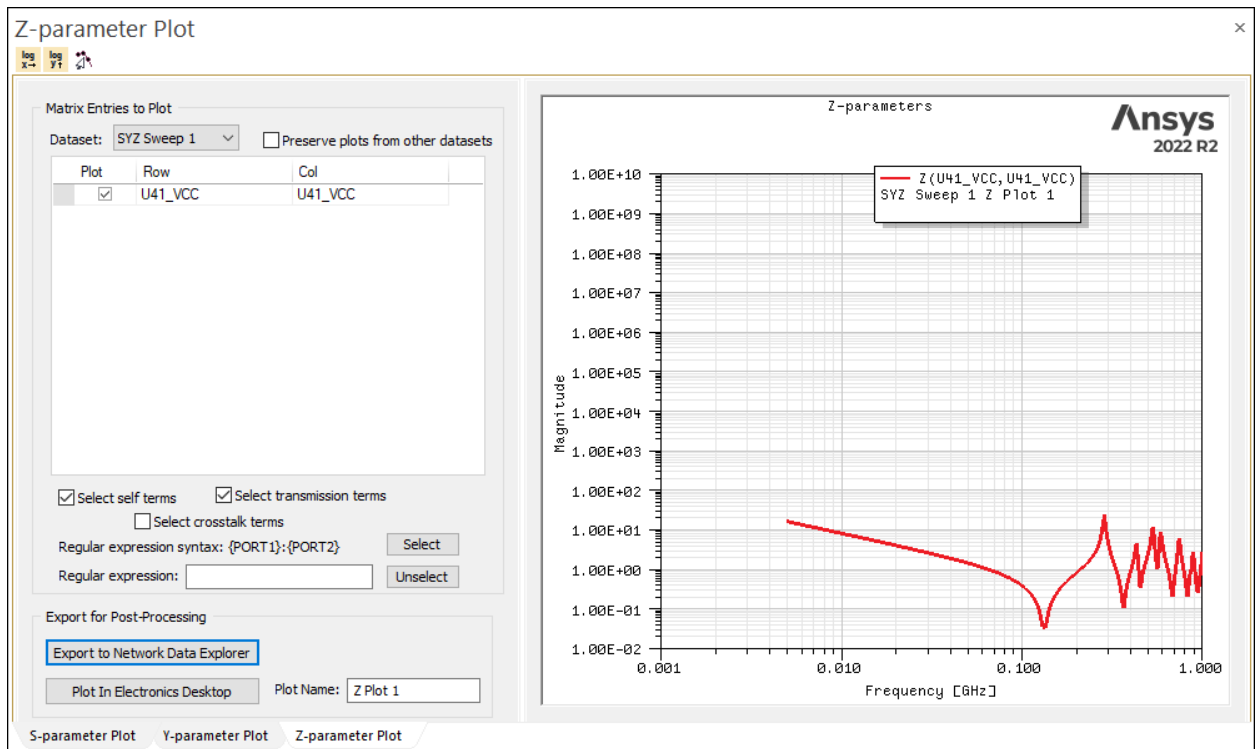 Z-parameter Plot
log x→ log y↑
Matrix Entries to Plot
Dataset: SYZ Sweep 1 Preserve plots from other datasets
Plot Row Col
U41_VCC U41_VCC
Select self terms Select transmission terms
Select crosstalk terms
Regular expression syntax: {PORT1}:{PORT2} Select
Regular expression: Unselect
Export for Post-Processing
Export to Network Data Explorer
Plot In Electronics Desktop Plot Name: Z Plot 1
Z-parameters
Ansys
2022 R2
Z(U41_VCC,U41_VCC)
SYZ Sweep 1 Z Plot 1
1.00E+10
1.00E+09
1.00E+08
1.00E+07
1.00E+06
1.00E+05
1.00E+04
1.00E+03
1.00E+02
1.00E+01
1.00E+00
1.00E-01
1.00E-02
Magnitude
0.001 0.010 0.100 1.000
Frequency [GHz]
S-parameter Plot Y-parameter Plot Z-parameter Plot